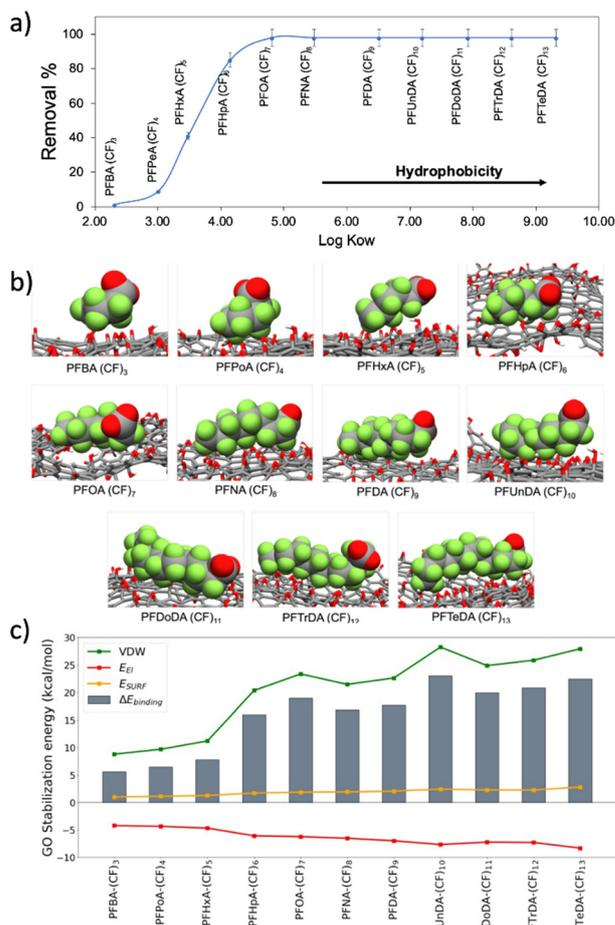 a)
100
80
60
40
20
0
Removal %
PFBA (CF)3
PFPeA (CF)4
PFHxA (CF)5
PFHpA (CF)6
PFOA (CF)7
PFNA (CF)8
PFDA (CF)9
PFUnDA (CF)10
PFDoDA (CF)11
PFTrDA (CF)12
PFTeDA (CF)13
Hydrophobicity
2.00 3.00 4.00 5.00 6.00 7.00 8.00 9.00 10.00
Log Kow
b)
PFBA (CF)3 PFPoA (CF)4 PFHxA (CF)5 PFHpA (CF)6
PFOA (CF)7 PFNA (CF)8 PFDA (CF)9 PFUnDA (CF)10
PFDoDA (CF)11 PFTrDA (CF)12 PFTeDA (CF)13
c)
30
25
20
15
10
5
0
−5
−10
GO Stabilization energy (kcal/mol)
VDW
E_El
E_SURF
ΔE_binding
PFBA-(CF)3
PFPoA-(CF)4
PFHxA-(CF)5
PFHpA-(CF)6
PFOA-(CF)7
PFNA-(CF)8
PFDA-(CF)9
UnDA-(CF)10
DoDA-(CF)11
TrDA-(CF)12
TeDA-(CF)13